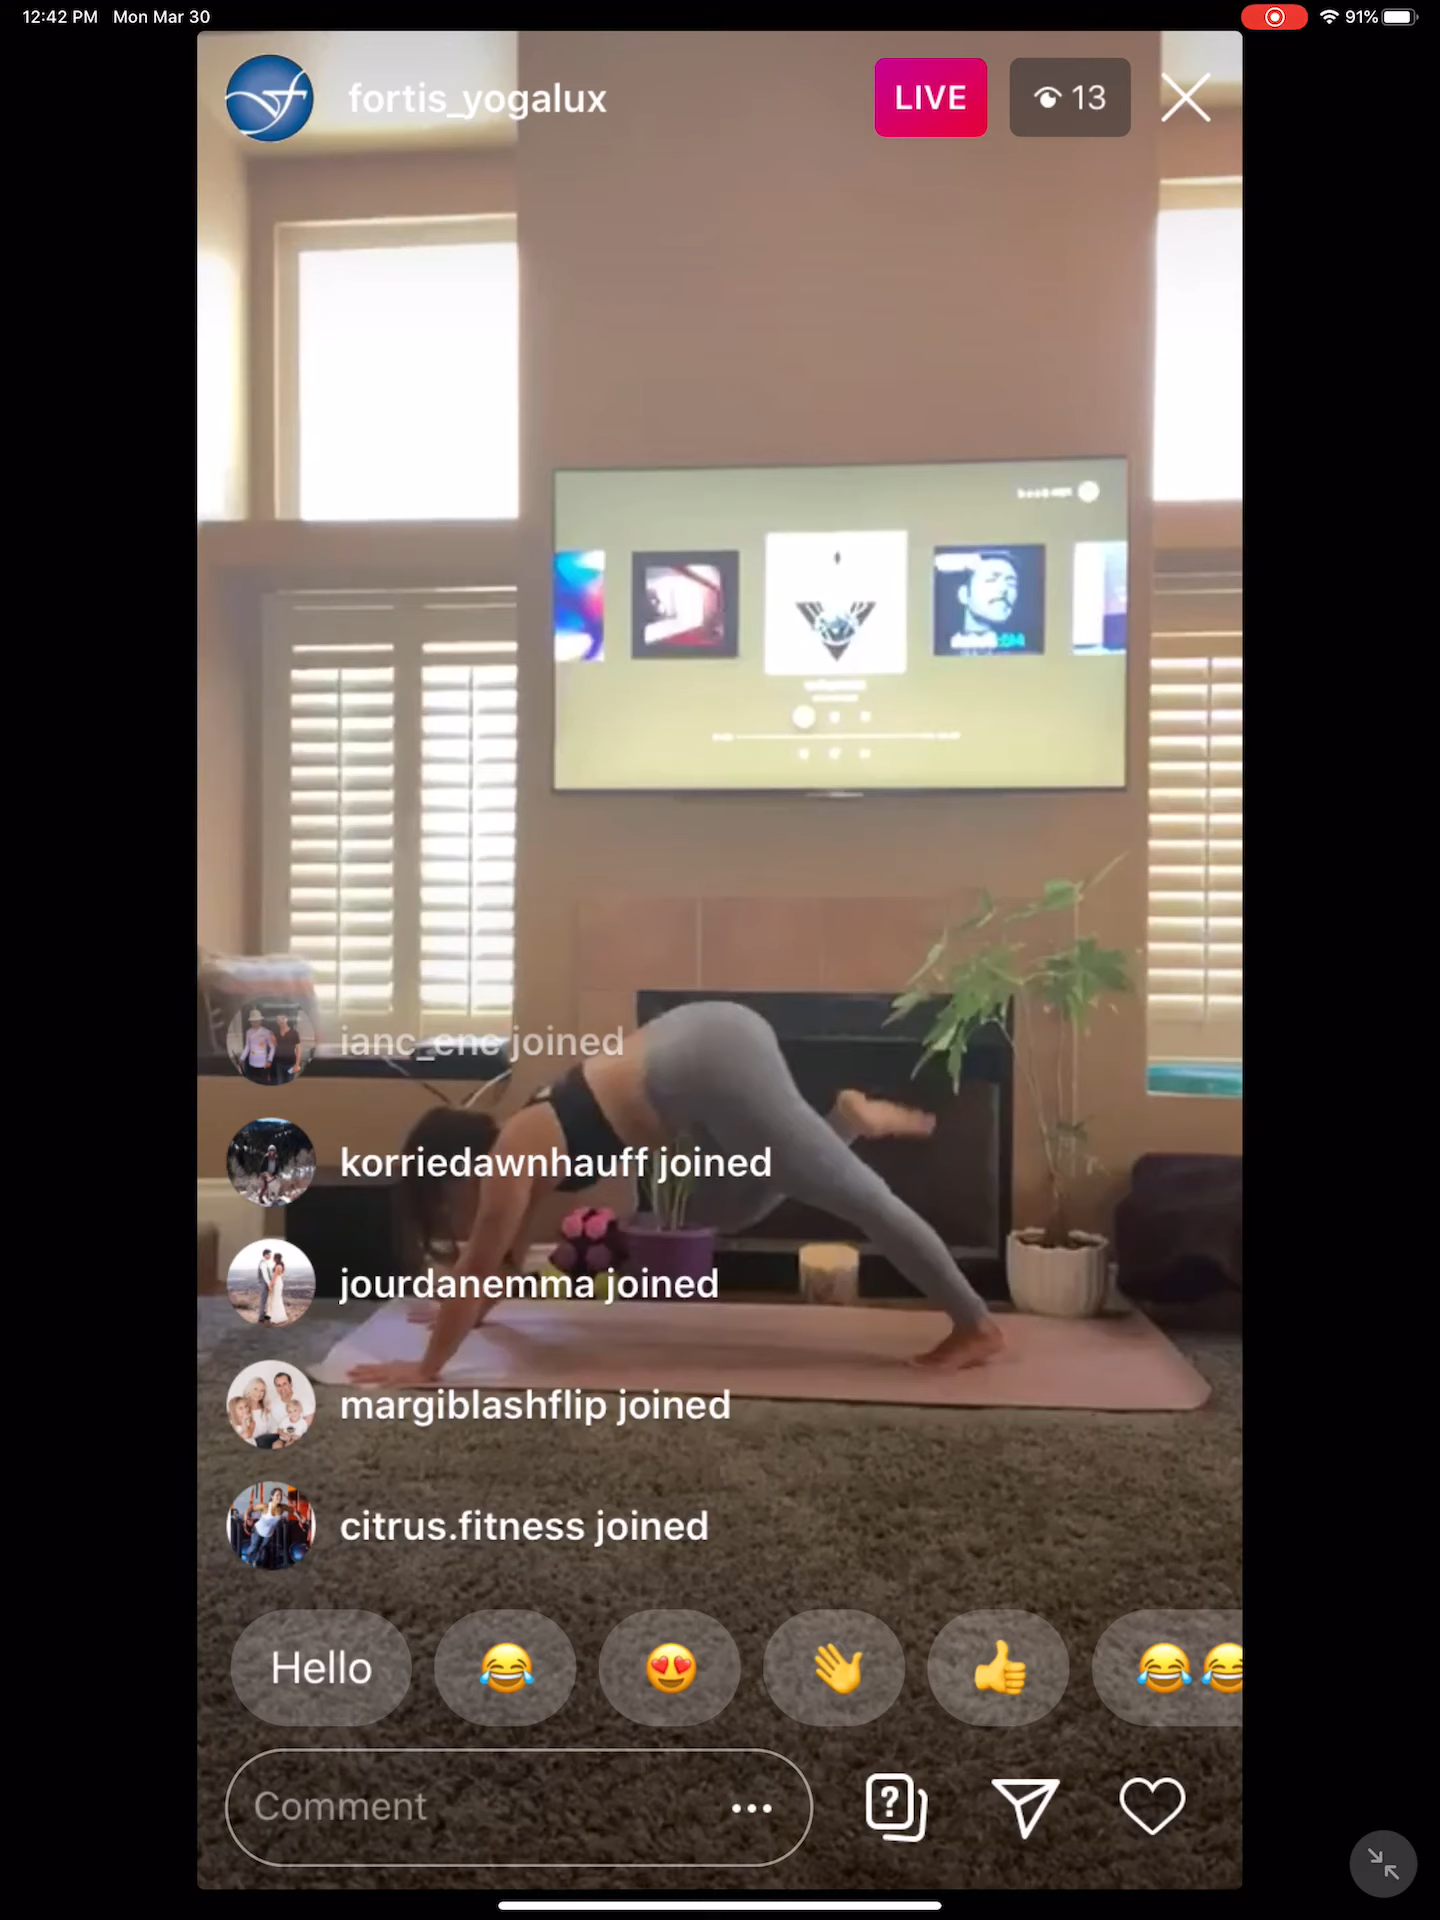 12:42 PM Mon Mar 30
91%
fortis_yogalux
LIVE
13
ianc_enc joined
korriedawnhauff joined
jourdanemma joined
margiblashflip joined
citrus.fitness joined
Hello
Comment